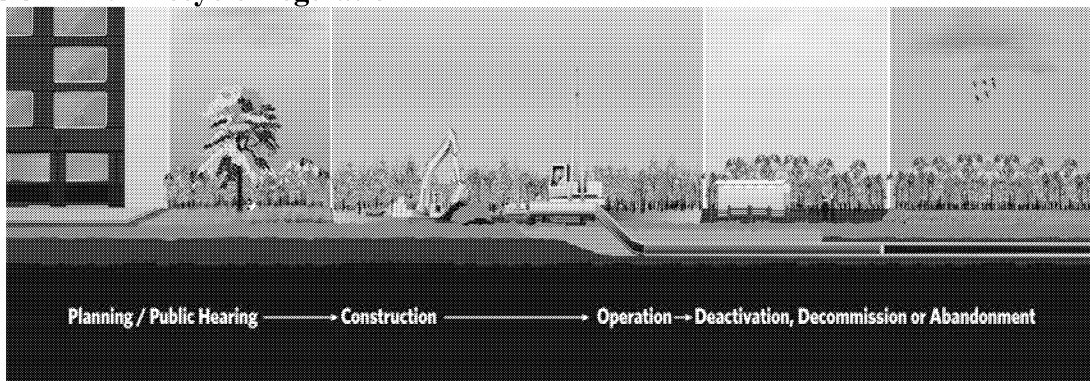 Planning / Public Hearing → Construction → Operation → Deactivation, Decommission or Abandonment